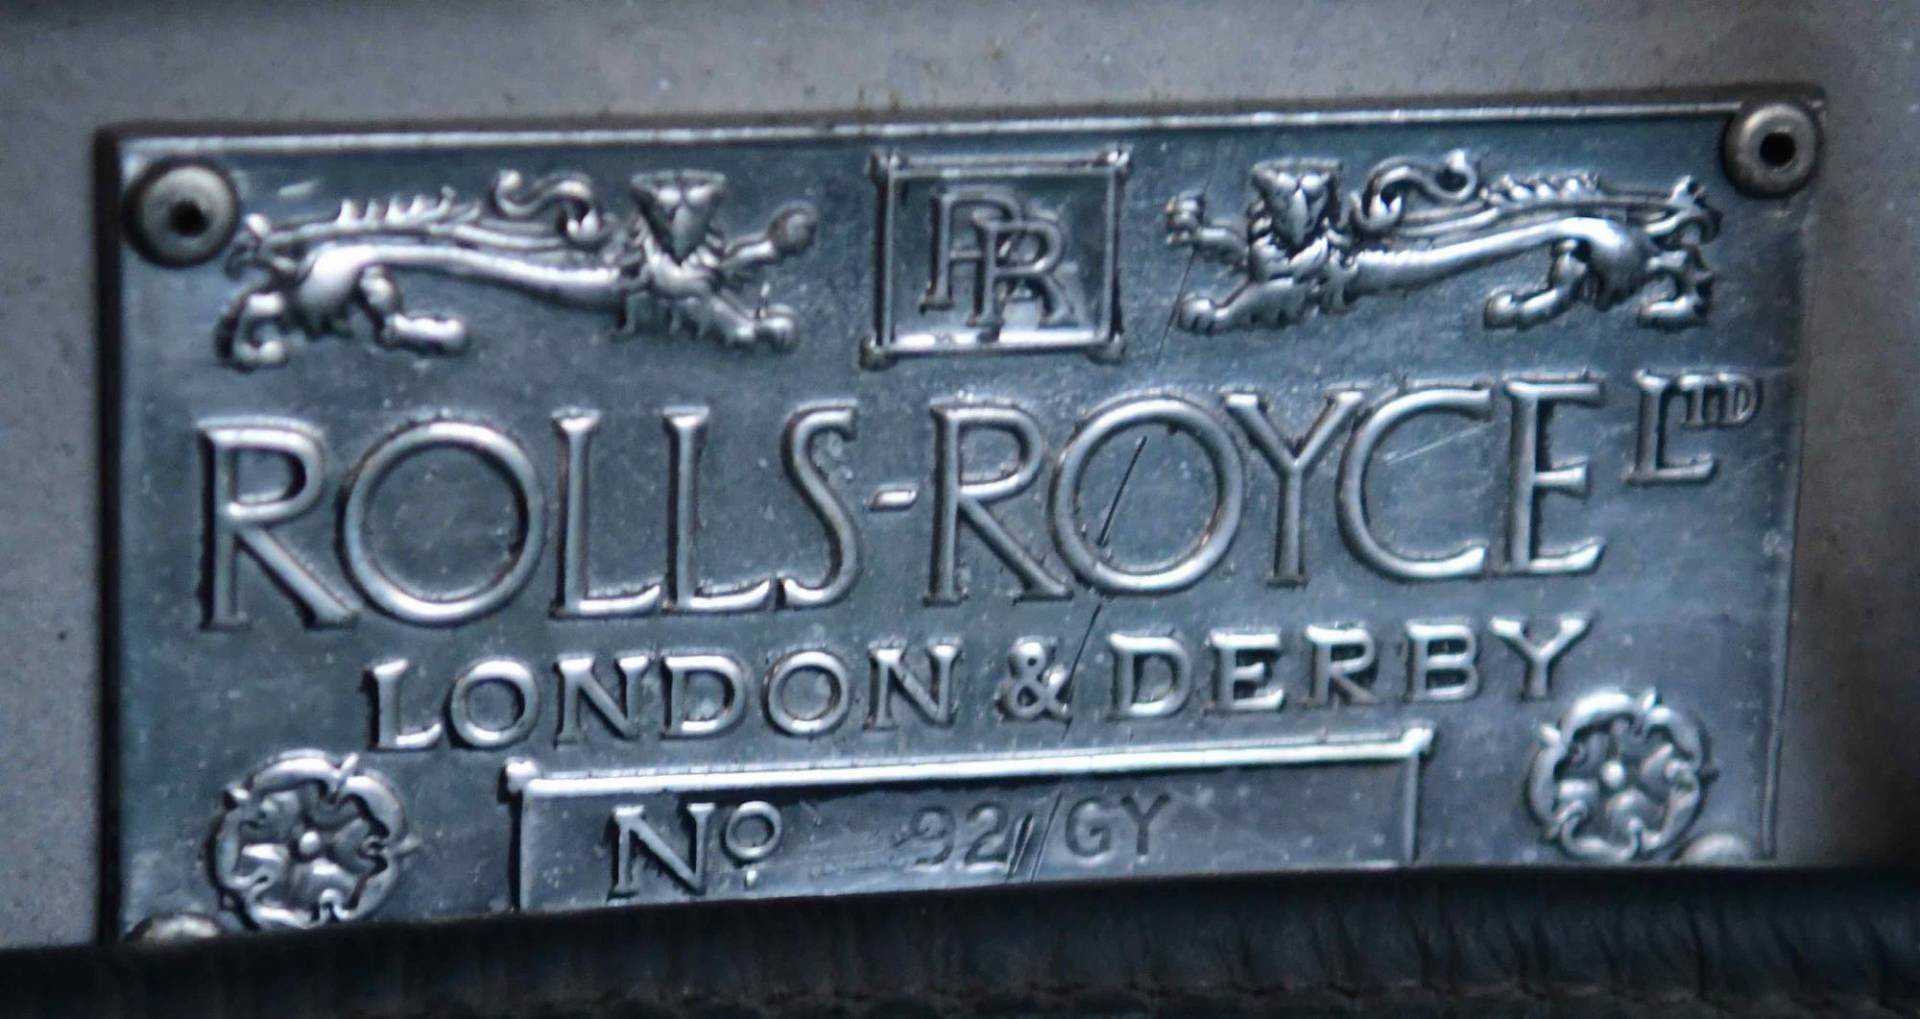 RR
ROLLS-ROYCE LTD
LONDON & DERBY
No 92/GY